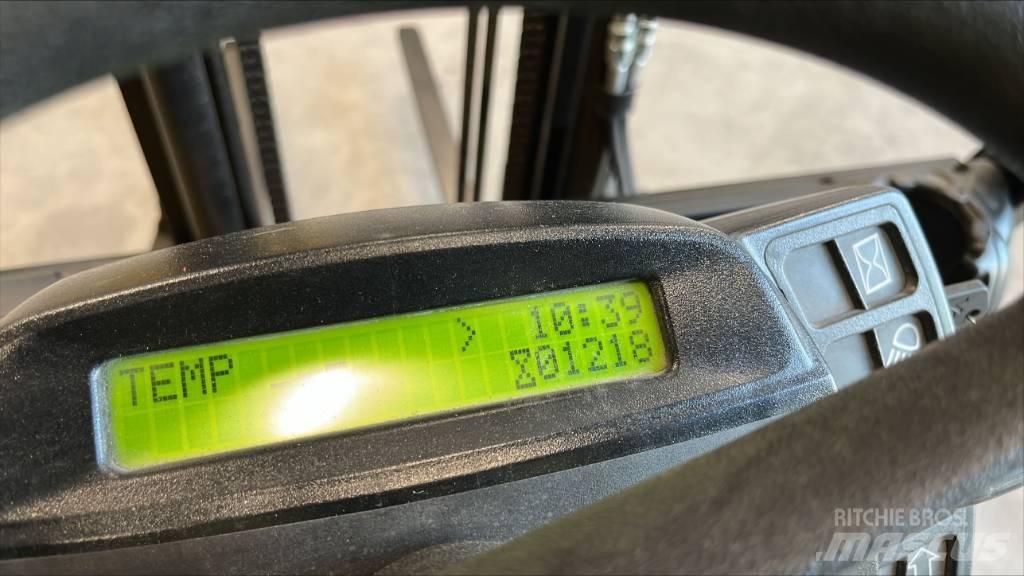 TEMP > 10:39
01218
RITCHIE BROS.
mascus